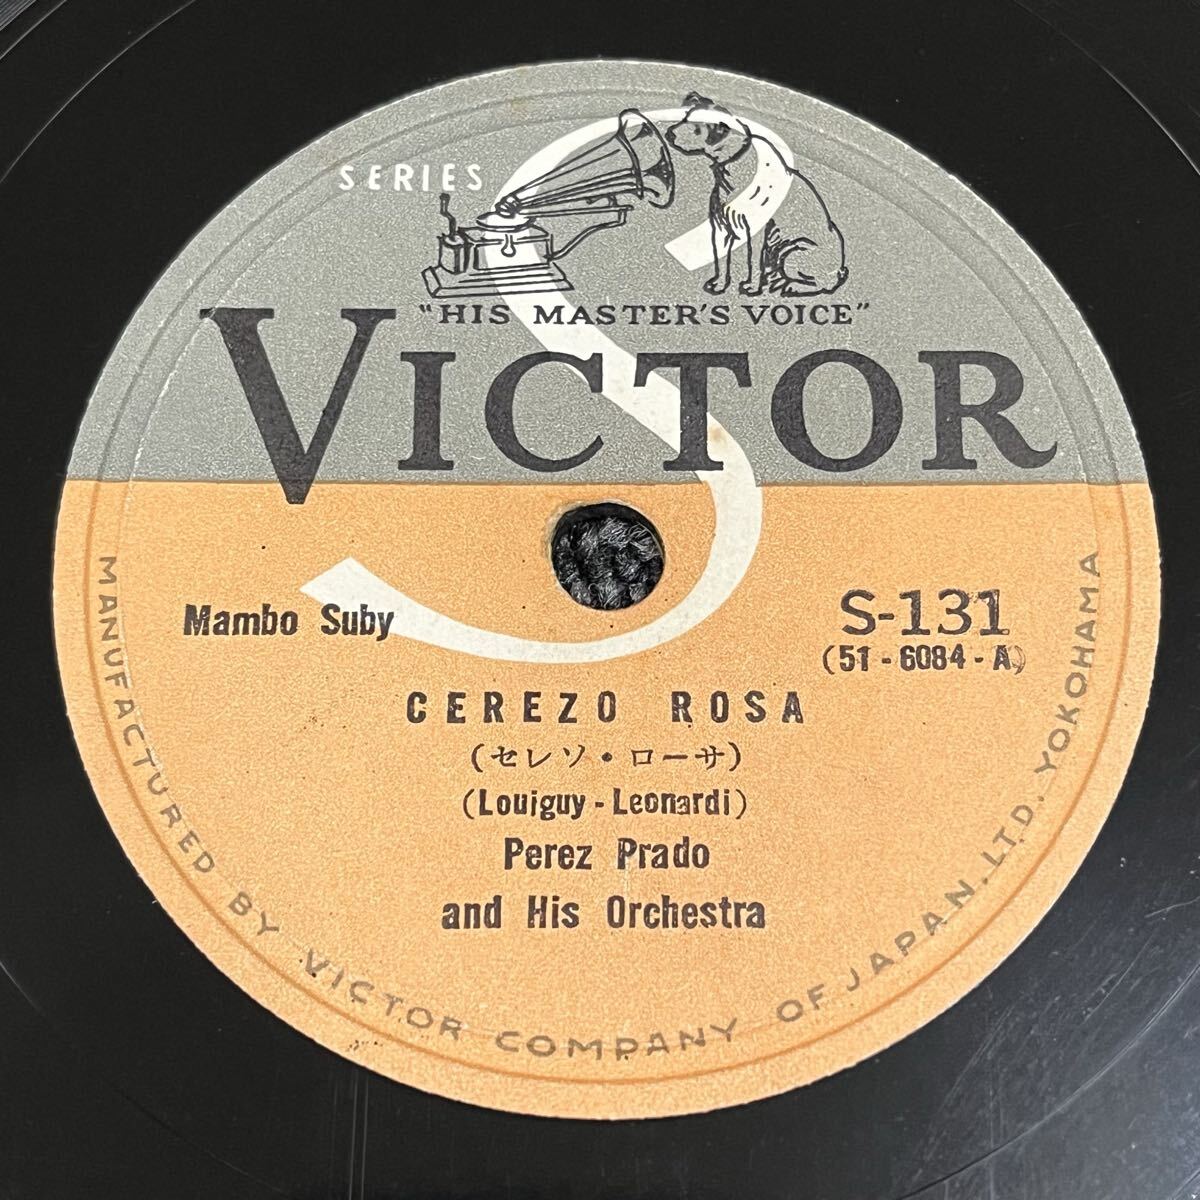 SERIES
S
"HIS MASTER'S VOICE"
VICTOR
Mambo Suby
S-131
(51-6084-A)
CEREZO ROSA
(セレソ・ローサ)
(Louiguy-Leonardi)
Perez Prado
and His Orchestra
MANUFACTURED BY VICTOR COMPANY OF JAPAN, LTD. YOKOHAMA